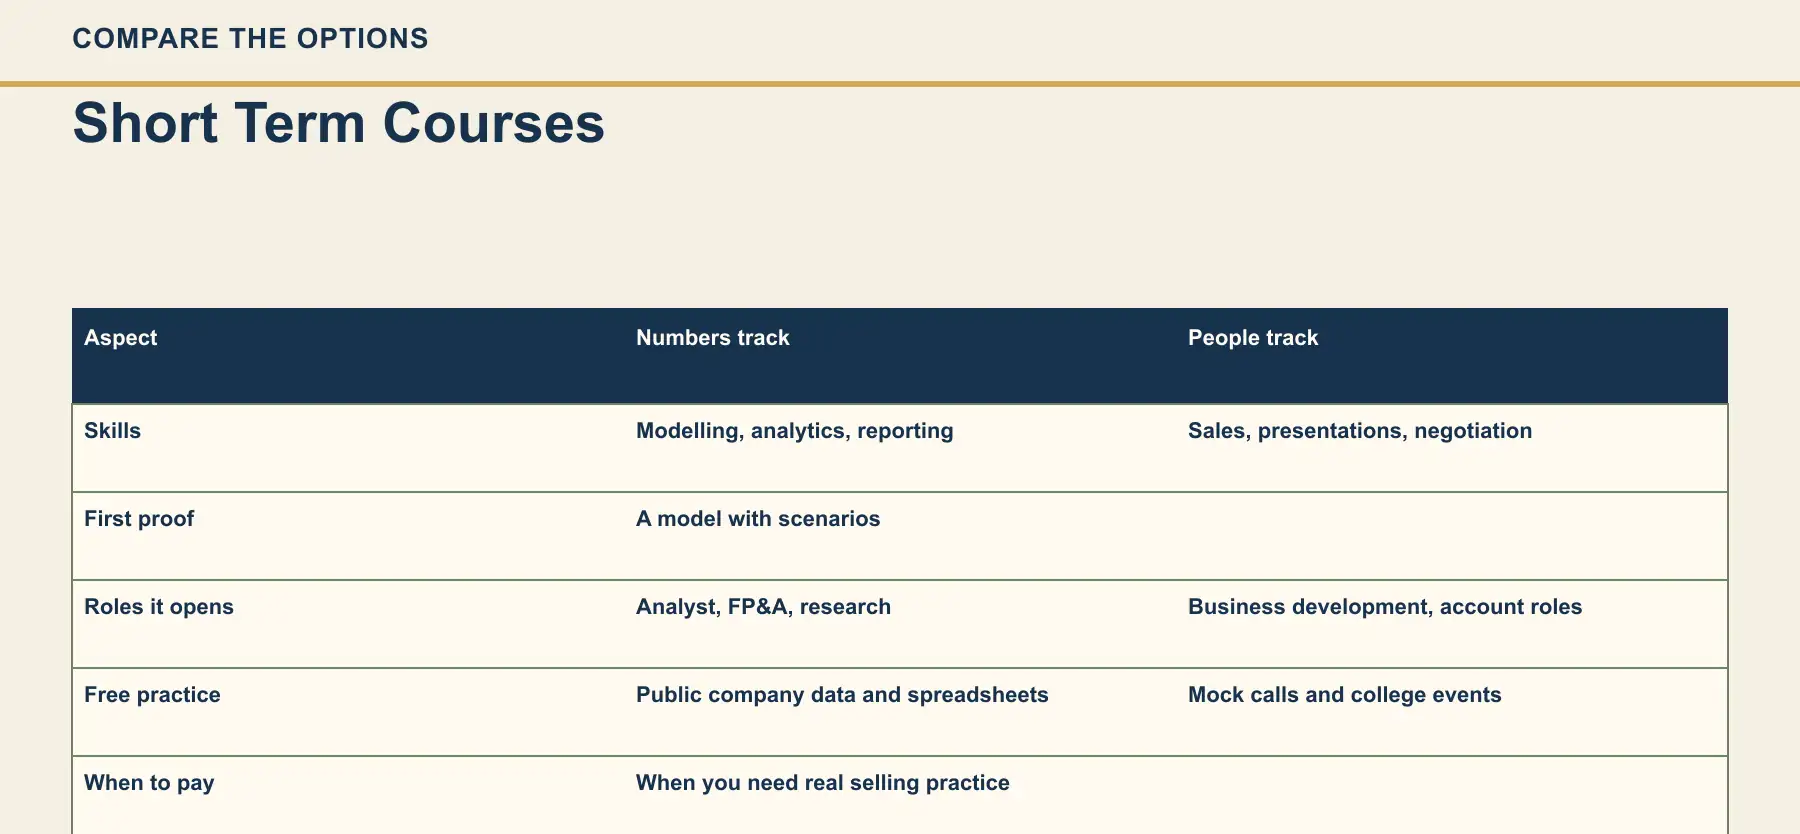 COMPARE THE OPTIONS
Short Term Courses
Aspect Numbers track People track
Skills Modelling, analytics, reporting Sales, presentations, negotiation
First proof A model with scenarios
Roles it opens Analyst, FP&A, research Business development, account roles
Free practice Public company data and spreadsheets Mock calls and college events
When to pay When you need real selling practice